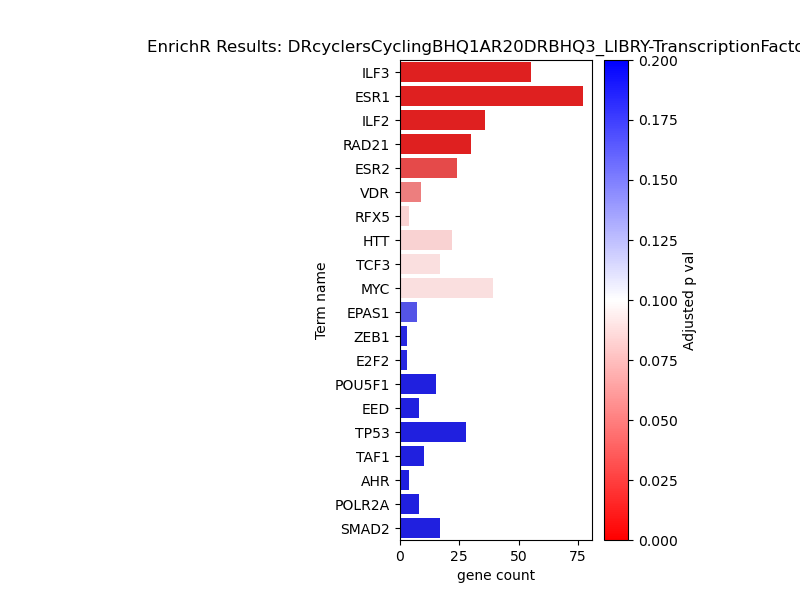 EnrichR Results: DRcyclersCyclingBHQ1AR20DRBHQ3_LIBRY-TranscriptionFacto
ILF3
ESR1
ILF2
RAD21
ESR2
VDR
RFX5
HTT
TCF3
MYC
EPAS1
ZEB1
E2F2
POU5F1
EED
TP53
TAF1
AHR
POLR2A
SMAD2
Term name
0 25 50 75
gene count
0.200
0.175
0.150
0.125
0.100
0.075
0.050
0.025
0.000
Adjusted p val